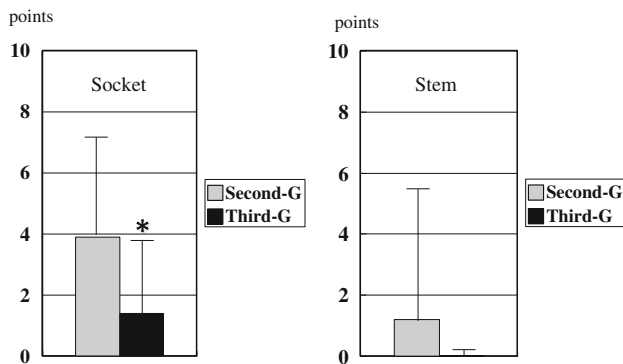 points
10
Socket
8
6
4
2
0
*
Second-G
Third-G
points
10
Stem
8
6
4
2
0
Second-G
Third-G